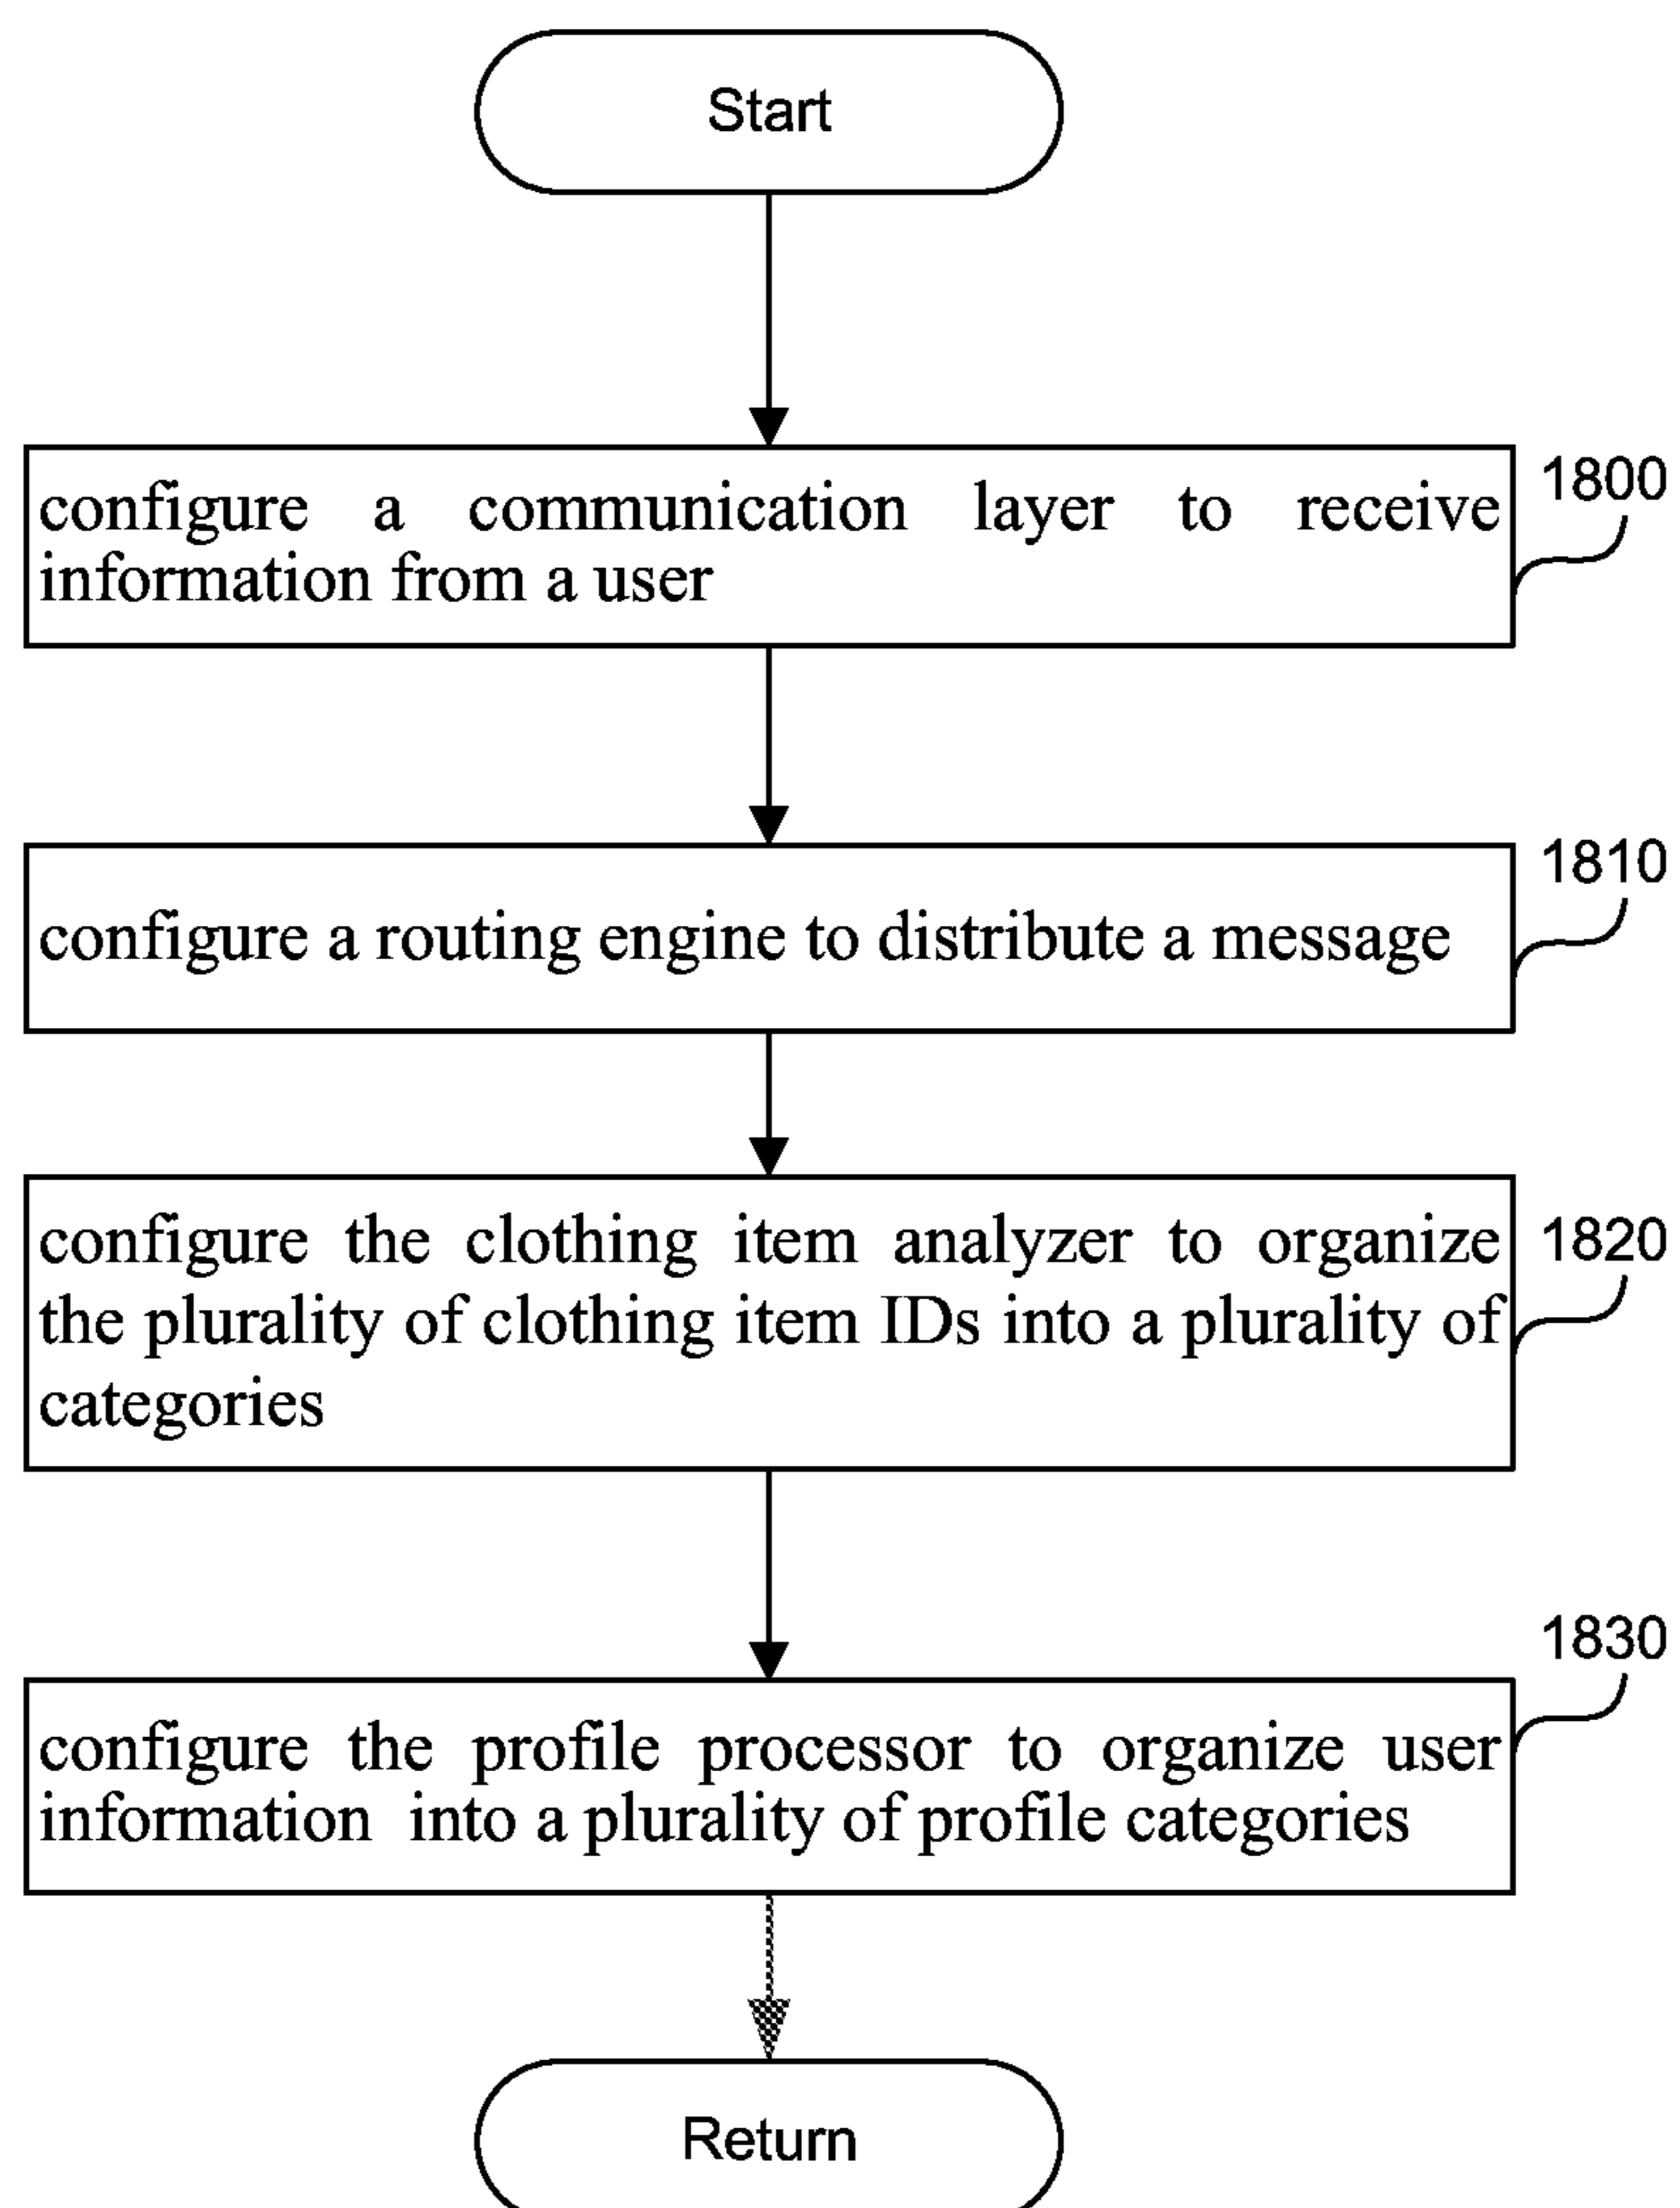 Start
configure a communication layer to receive
information from a user
1800
configure a routing engine to distribute a message
1810
configure the clothing item analyzer to organize
the plurality of clothing item IDs into a plurality of
categories
1820
configure the profile processor to organize user
information into a plurality of profile categories
1830
Return